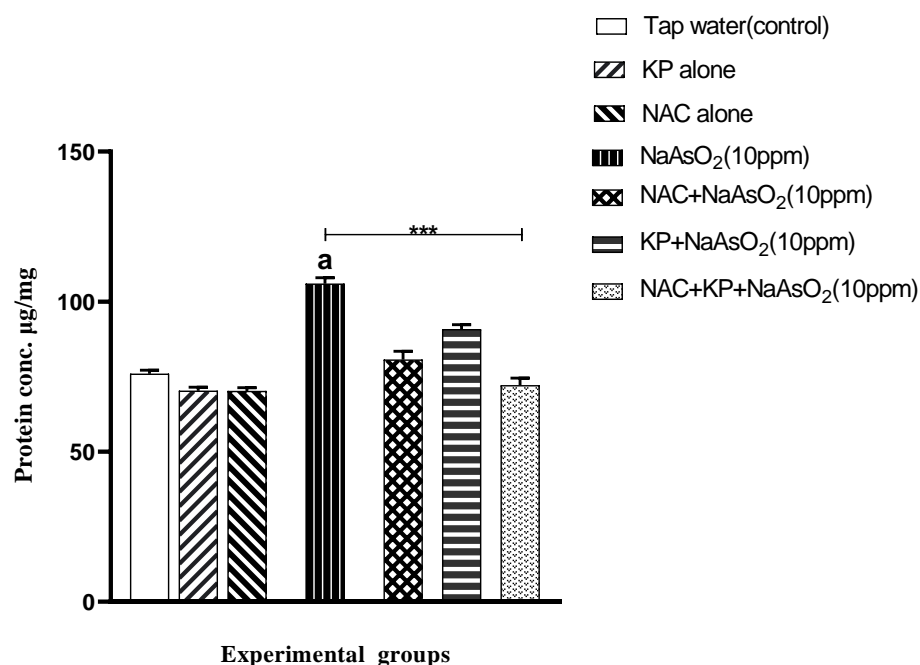 Tap water(control)
KP alone
NAC alone
NaAsO₂(10ppm)
NAC+NaAsO₂(10ppm)
KP+NaAsO₂(10ppm)
NAC+KP+NaAsO₂(10ppm)
150
100
50
0
Protein conc. µg/mg
***
a
Experimental groups